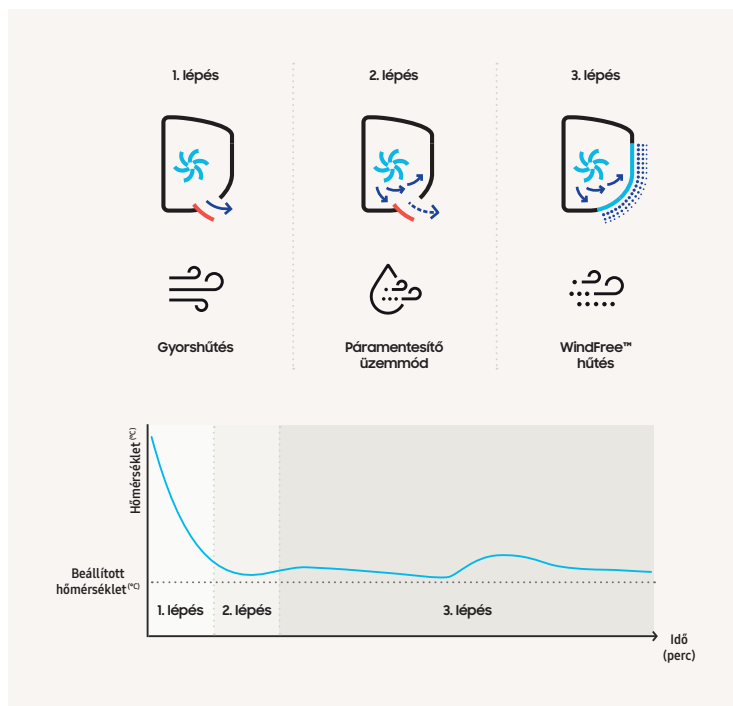 1. lépés
2. lépés
3. lépés
Gyorshűtés
Páramentesítő
üzemmód
WindFree™
hűtés
Hőmérséklet (°C)
Beállított
hőmérséklet (°C)
1. lépés
2. lépés
3. lépés
Idő
(perc)